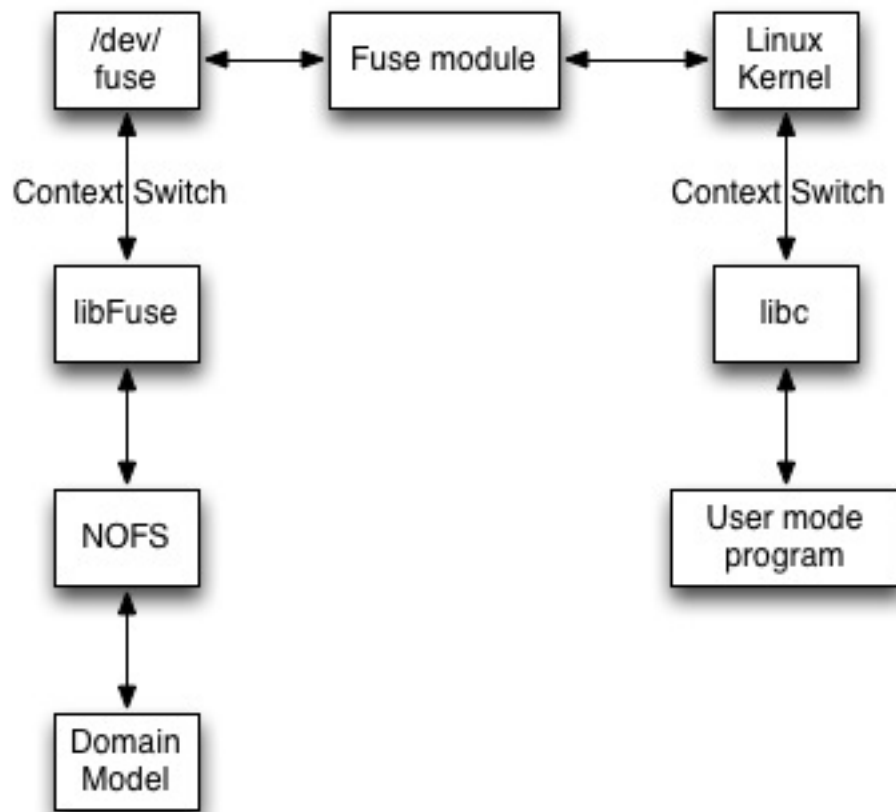 /dev/
fuse
Fuse module
Linux
Kernel
Context Switch
Context Switch
libFuse
libc
NOFS
User mode
program
Domain
Model